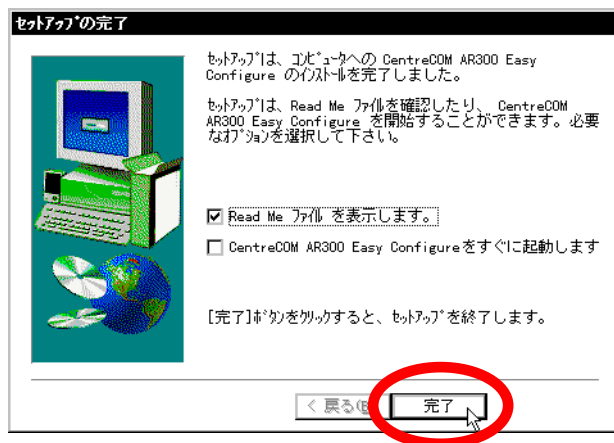 ｾｯﾄｱｯﾌﾟの完了
ｾｯﾄｱｯﾌﾟは、ｺﾝﾋﾟｭｰﾀへの CentreCOM AR300 Easy
Configure のｲﾝｽﾄｰﾙを完了しました。
ｾｯﾄｱｯﾌﾟは、Read Me ﾌｧｲﾙを確認したり、 CentreCOM
AR300 Easy Configure を開始することができます。必要
なｵﾌﾟｼｮﾝを選択して下さい。
Read Me ﾌｧｲﾙ を表示します。
CentreCOM AR300 Easy Configureをすぐに起動します
[完了]ﾎﾞﾀﾝをｸﾘｯｸすると、ｾｯﾄｱｯﾌﾟを終了します。
< 戻る(B
完了